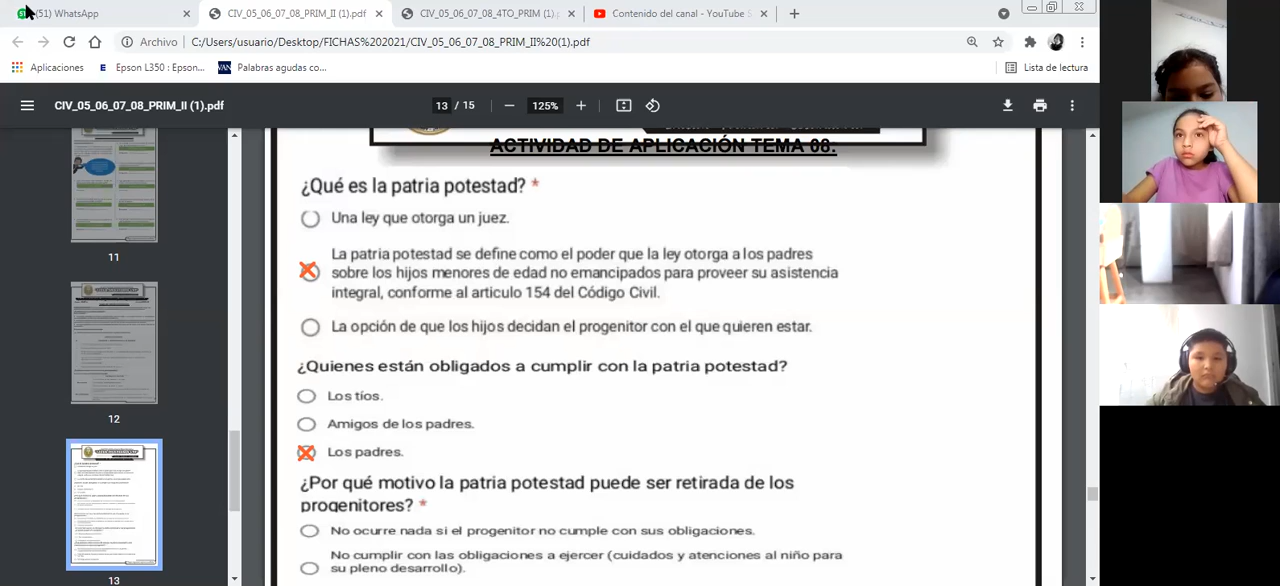 (51) WhatsApp
CIV_05_06_07_08_PRIM_II (1).pdf
CIV_05_06_07_08_4TO_PRIM (1).
Contenido del canal - YouTube S
Archivo
C:/Users/usuario/Desktop/FICHAS%202021/CIV_05_06_07_08_PRIM_II%20(1).pdf
Aplicaciones
Epson L350 : Epson...
Palabras agudas co...
Lista de lectura
CIV_05_06_07_08_PRIM_II (1).pdf
13 / 15
125%
ACTIVIDAD DE APLICACIÓN TEMA 06.
¿Qué es la patria potestad? *
Una ley que otorga un juez.
La patria potestad se define como el poder que la ley otorga a los padres
sobre los hijos menores de edad no emancipados para proveer su asistencia
integral, conforme al articulo 154 del Código Civil.
La opción de que los hijos decidan el progenitor con el que quieren estar.
¿Quienes están obligados a cumplir con la patria potestad?
Los tíos.
Amigos de los padres.
Los padres.
¿Por qué motivo la patria potestad puede ser retirada de los
progenitores? *
No tiene nada el progenitor cumple con sus obligaciones.
No cumplir con sus obligaciones a ejercer (cuidados y atenciones al niño para
su pleno desarrollo).
11
12
13